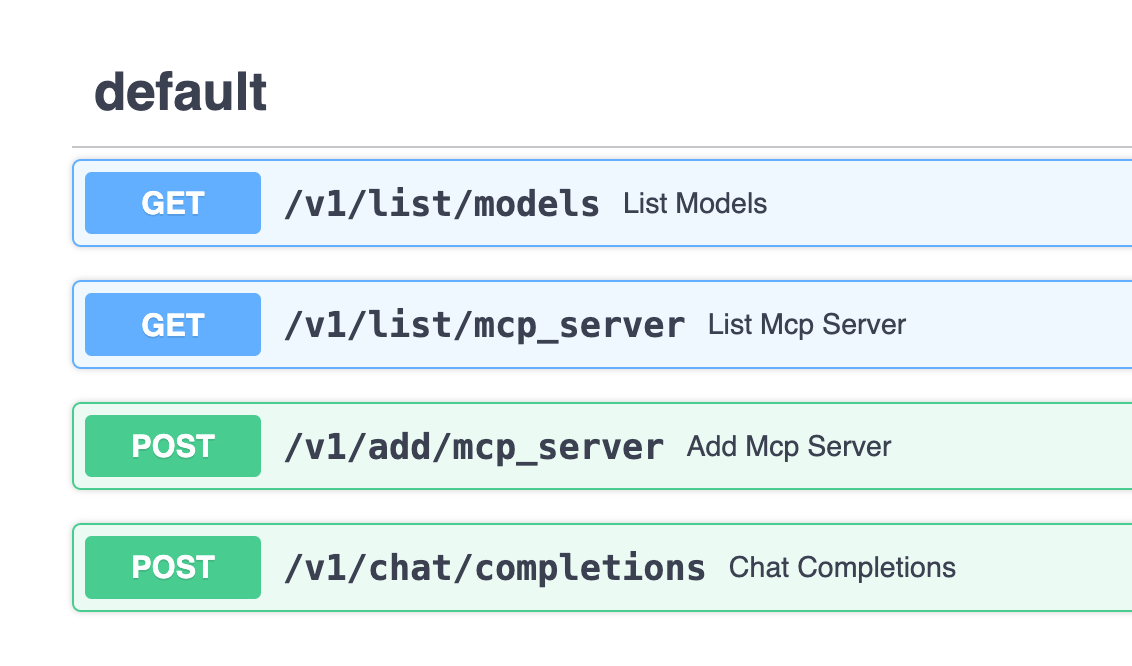 default
GET /v1/list/models List Models
GET /v1/list/mcp_server List Mcp Server
POST /v1/add/mcp_server Add Mcp Server
POST /v1/chat/completions Chat Completions